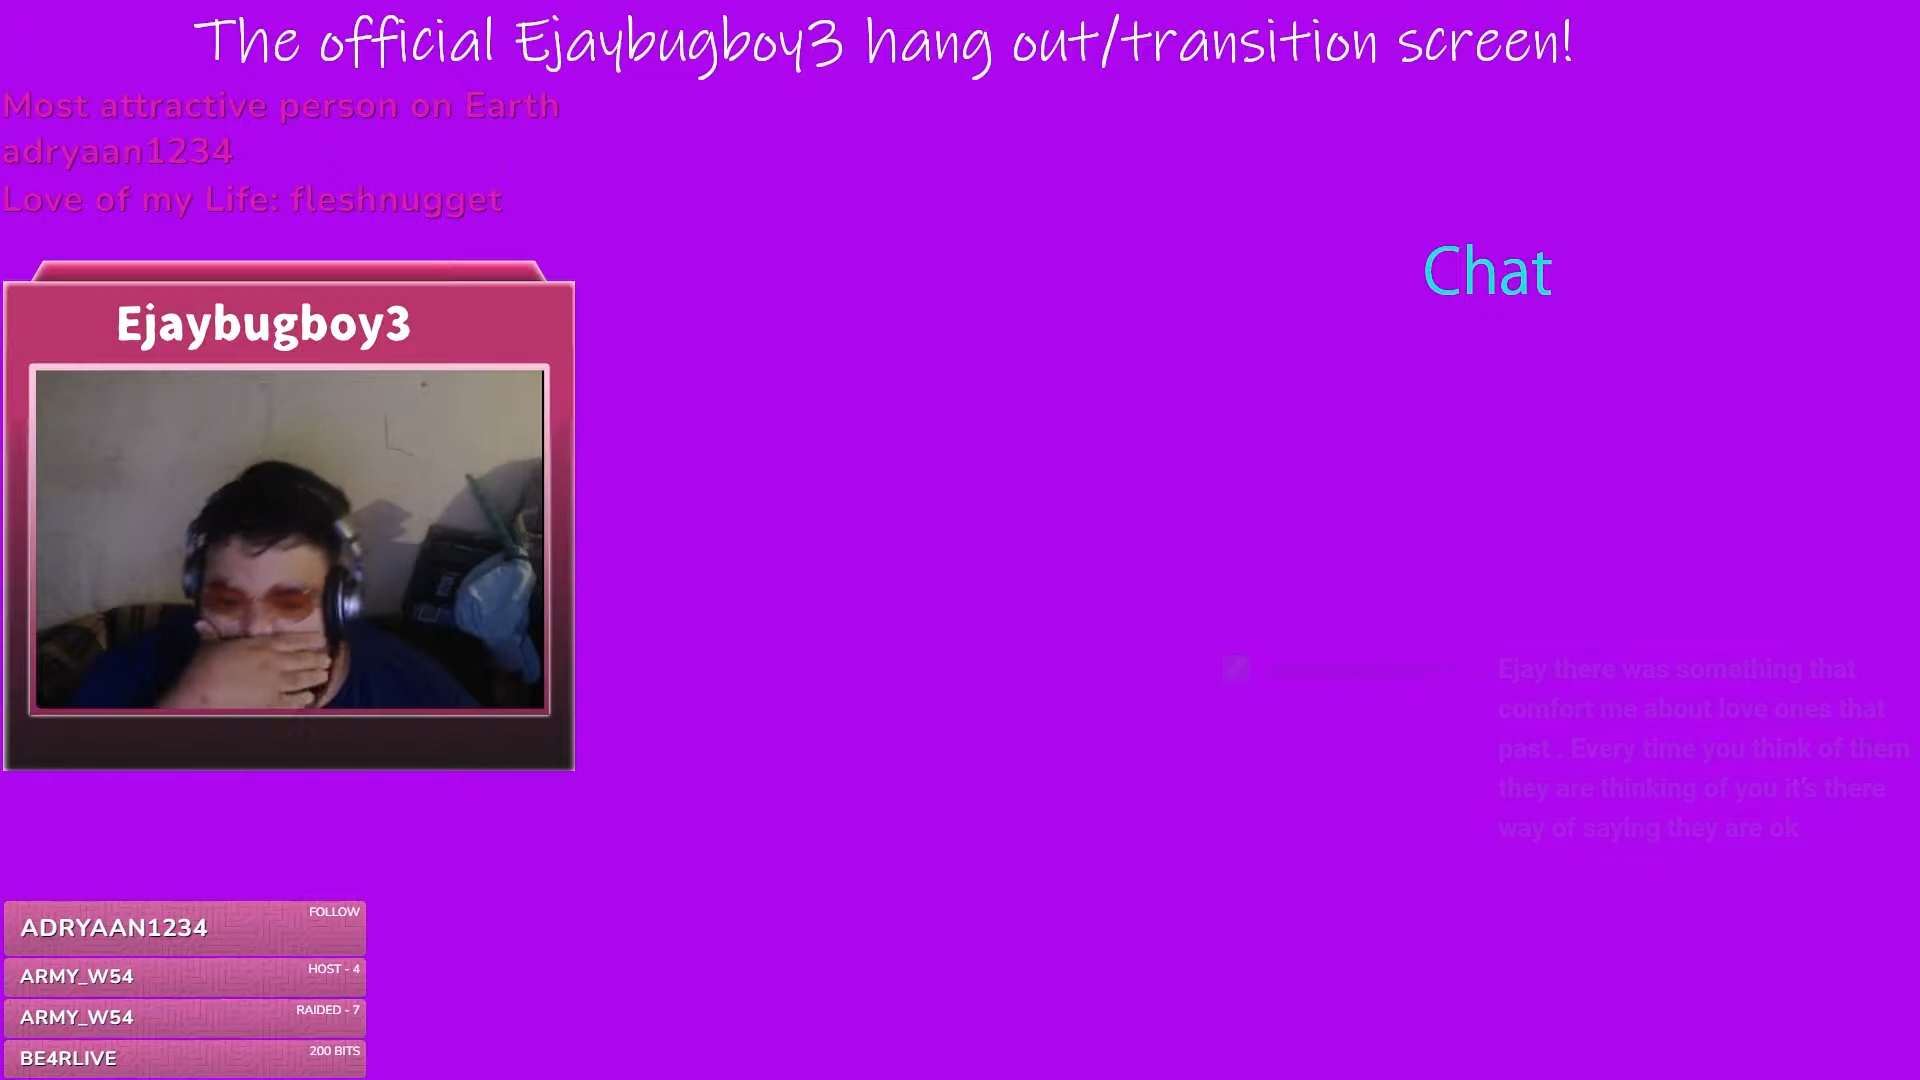 The official Ejaybugboy3 hang out/transition screen!
Most attractive person on Earth
adryaan1234
Love of my Life: fleshnugget
Ejaybugboy3
Chat
Ejay there was something that
comfort me about love ones that
past . Every time you think of them
they are thinking of you it's there
way of saying they are ok
ADRYAAN1234 FOLLOW
ARMY_W54 HOST - 4
ARMY_W54 RAIDED - 7
BE4RLIVE 200 BITS